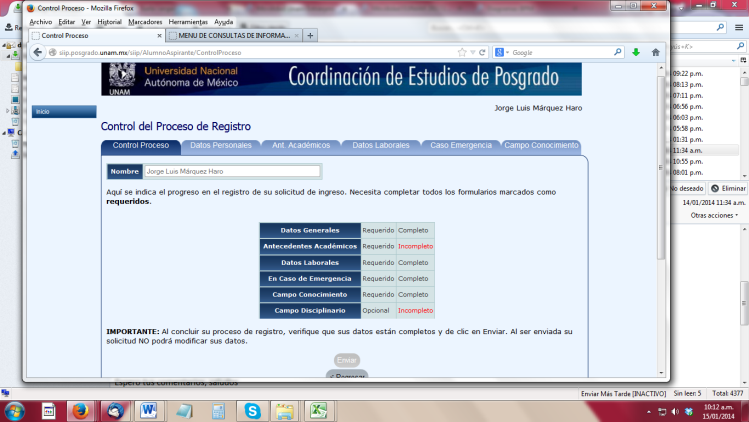 Control Proceso - Mozilla Firefox
Archivo Editar Ver Historial Marcadores Herramientas Ayuda
Control Proceso × MENU DE CONSULTAS DE INFORMA... × +
siip.posgrado.unam.mx/siip/AlumnoAspirante/ControlProceso
Google
Universidad Nacional
Autónoma de México
UNAM
Coordinación de Estudios de Posgrado
Jorge Luis Márquez Haro
Inicio
Control del Proceso de Registro
Control Proceso Datos Personales Ant. Académicos Datos Laborales Caso Emergencia Campo Conocimiento
Nombre Jorge Luis Márquez Haro
Aquí se indica el progreso en el registro de su solicitud de ingreso. Necesita completar todos los formularios marcados como
requeridos.
Datos Generales Requerido Completo
Antecedentes Académicos Requerido Incompleto
Datos Laborales Requerido Completo
En Caso de Emergencia Requerido Completo
Campo Conocimiento Requerido Completo
Campo Disciplinario Opcional Incompleto
IMPORTANTE: Al concluir su proceso de registro, verifique que sus datos están completos y de clic en Enviar. Al ser enviada su
solicitud NO podrá modificar sus datos.
Enviar
< Regresar
Espero tus comentarios, saludos
09:22 p.m.
08:13 p.m.
07:11 p.m.
06:56 p.m.
06:03 p.m.
05:58 p.m.
01:31 p.m.
11:34 a.m.
10:55 p.m.
08:01 p.m.
No deseado Eliminar
14/01/2014 11:34 a.m.
Otras acciones
Enviar Más Tarde [INACTIVO] Sin leer: 5 Total: 4377
10:12 a.m.
15/01/2014